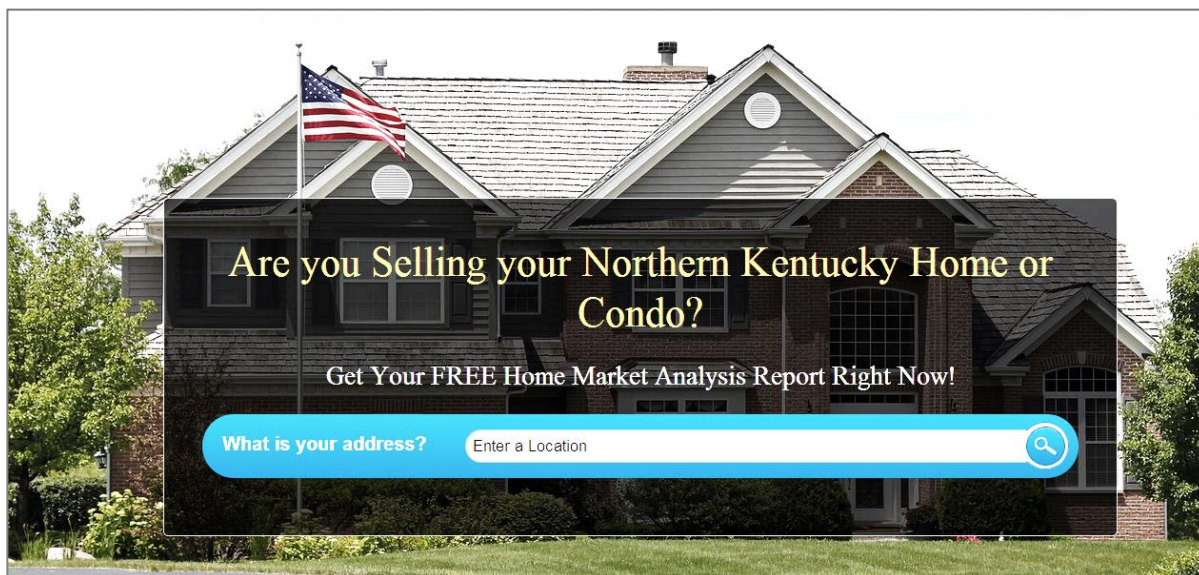 Are you Selling your Northern Kentucky Home or
Condo?
Get Your FREE Home Market Analysis Report Right Now!
What is your address?
Enter a Location